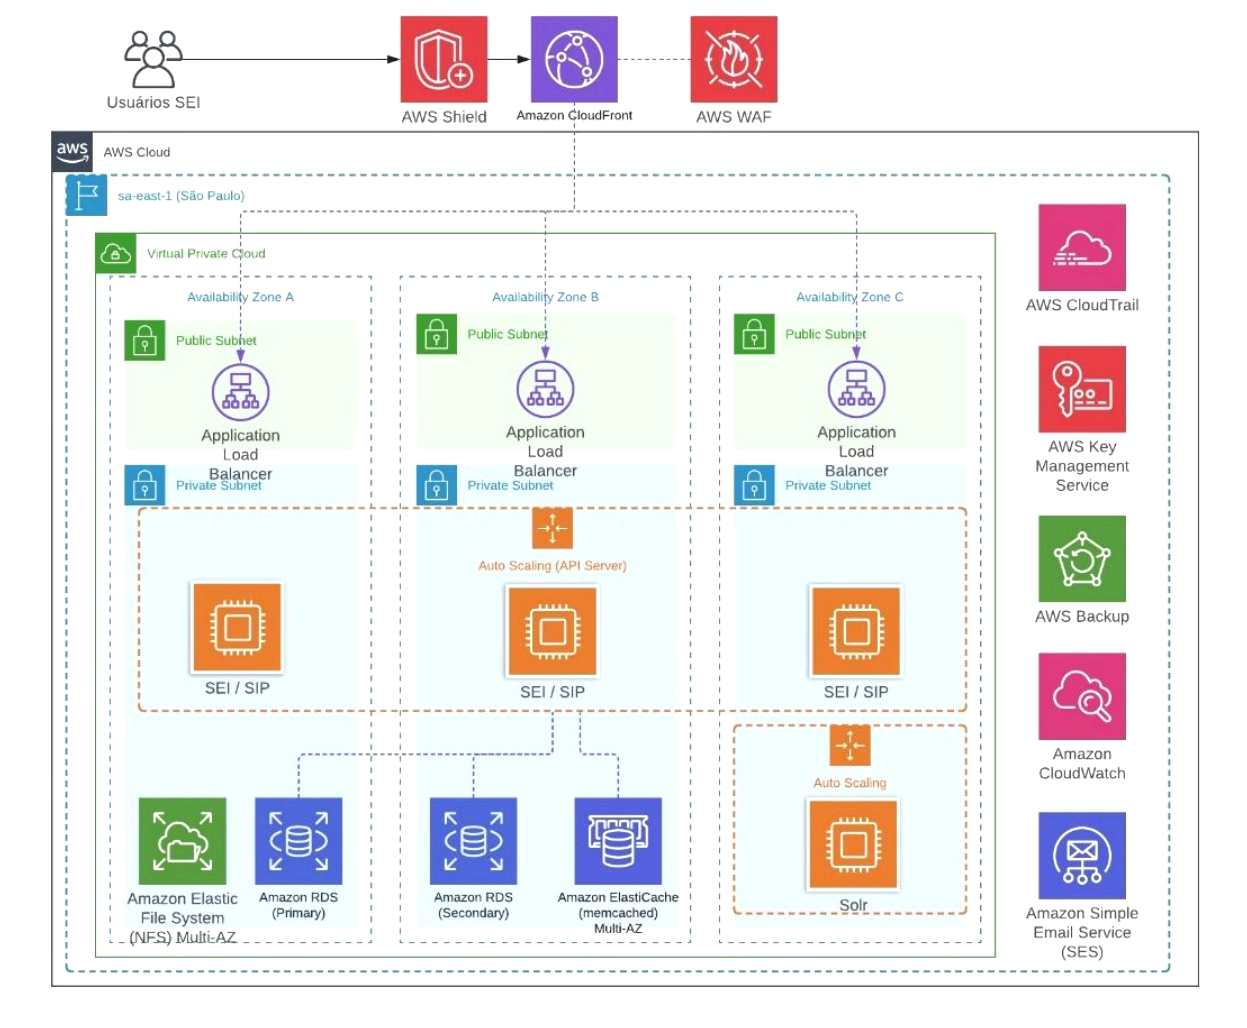 Usuários SEI
AWS Shield
Amazon CloudFront
AWS WAF
aws
AWS Cloud
sa-east-1 (São Paulo)
Virtual Private Cloud
Availability Zone A
Availability Zone B
Availability Zone C
Public Subnet
Public Subnet
Public Subnet
Application
Load
Balancer
Application
Load
Balancer
Application
Load
Balancer
Private Subnet
Private Subnet
Private Subnet
Auto Scaling (API Server)
SEI / SIP
SEI / SIP
SEI / SIP
Auto Scaling
Solr
Amazon Elastic
File System
(NFS) Multi-AZ
Amazon RDS
(Primary)
Amazon RDS
(Secondary)
Amazon ElastiCache
(memcached)
Multi-AZ
AWS CloudTrail
AWS Key
Management
Service
AWS Backup
Amazon
CloudWatch
Amazon Simple
Email Service
(SES)